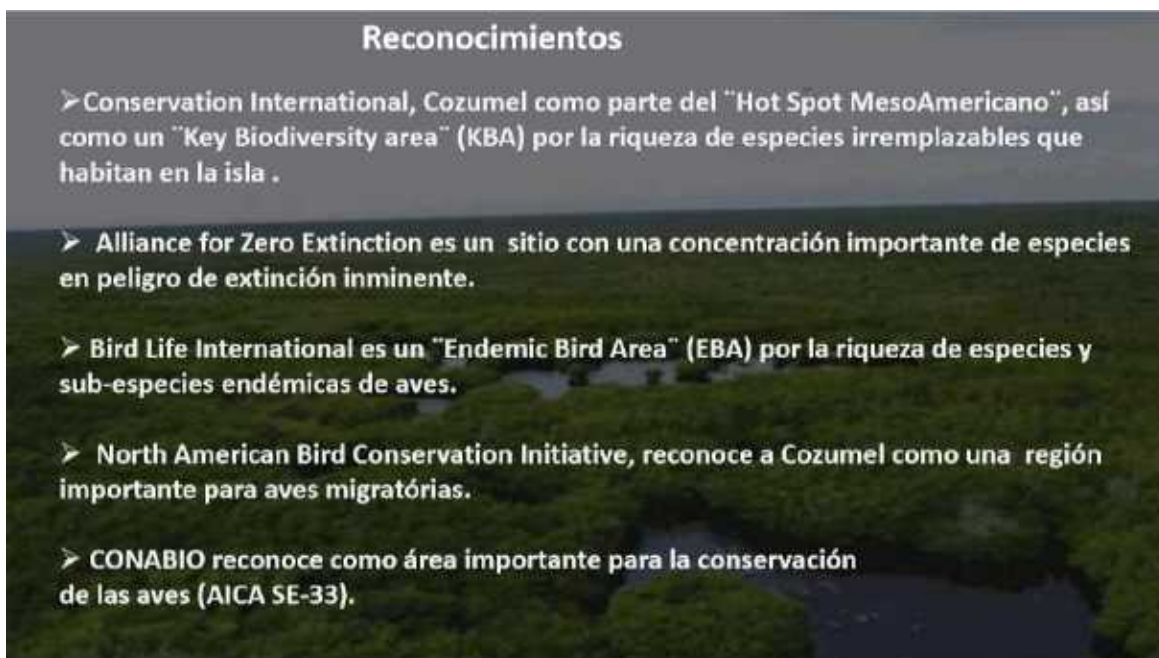 Reconocimientos
➢Conservation International, Cozumel como parte del ¨Hot Spot MesoAmericano¨, así
como un ¨Key Biodiversity area¨ (KBA) por la riqueza de especies irremplazables que
habitan en la isla .
➢ Alliance for Zero Extinction es un sitio con una concentración importante de especies
en peligro de extinción inminente.
➢ Bird Life International es un ¨Endemic Bird Area¨ (EBA) por la riqueza de especies y
sub-especies endémicas de aves.
➢ North American Bird Conservation Initiative, reconoce a Cozumel como una región
importante para aves migratórias.
➢ CONABIO reconoce como área importante para la conservación
de las aves (AICA SE-33).